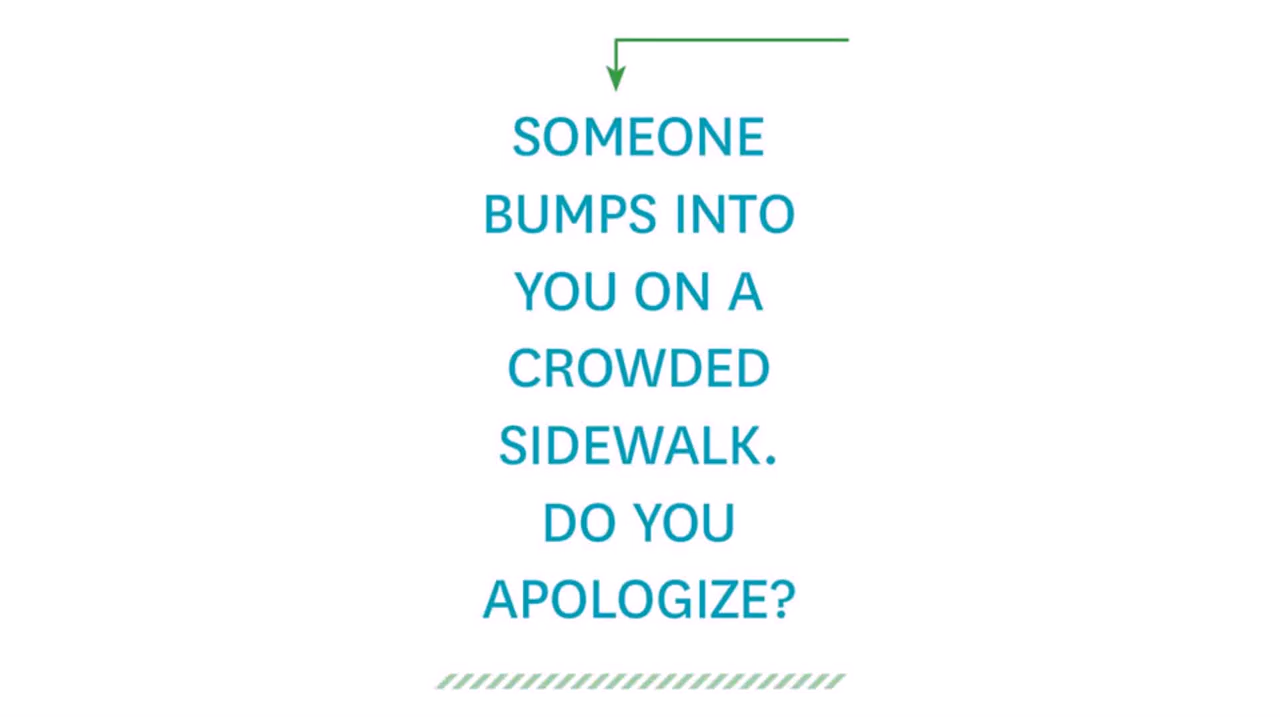 SOMEONE
BUMPS INTO
YOU ON A
CROWDED
SIDEWALK.
DO YOU
APOLOGIZE?